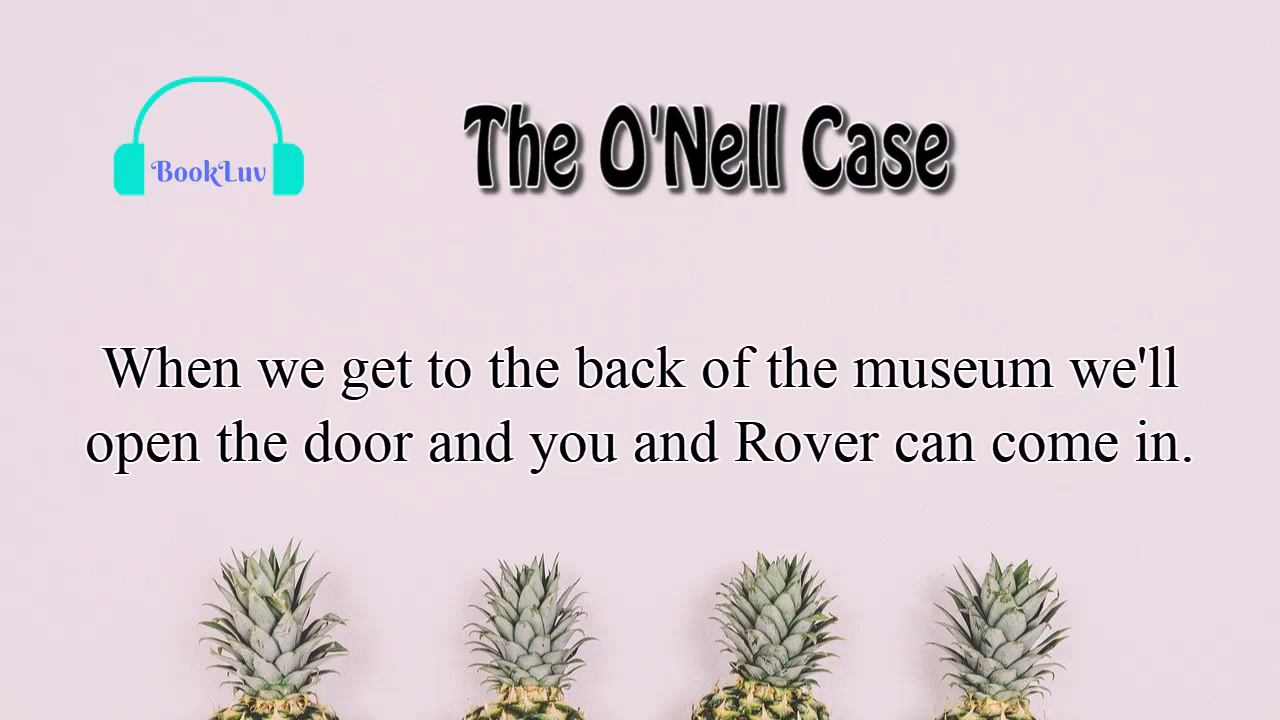 BookLuv
The O'Nell Case
When we get to the back of the museum we'll
open the door and you and Rover can come in.